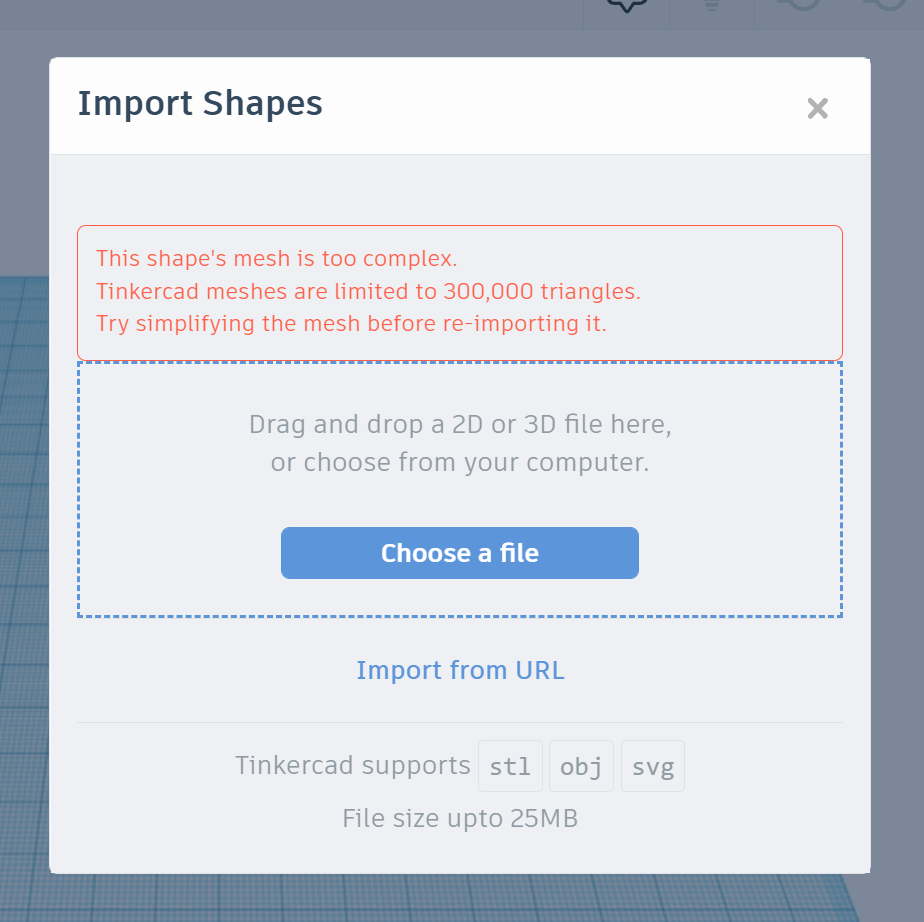 Import Shapes
This shape's mesh is too complex.
Tinkercad meshes are limited to 300,000 triangles.
Try simplifying the mesh before re-importing it.
Drag and drop a 2D or 3D file here,
or choose from your computer.
Choose a file
Import from URL
Tinkercad supports stl obj svg
File size upto 25MB